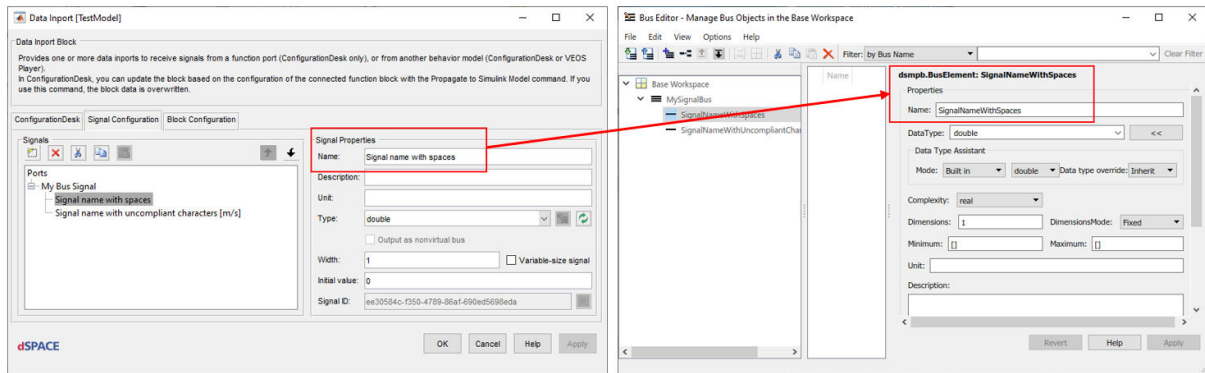 Data Inport [TestModel]
Data Inport Block
Provides one or more data inports to receive signals from a function port (ConfigurationDesk only), or from another behavior model (ConfigurationDesk or VEOS
Player).
In ConfigurationDesk, you can update the block based on the configuration of the connected function block with the Propagate to Simulink Model command. If you
use this command, the block data is overwritten.
ConfigurationDesk Signal Configuration Block Configuration
Signals
Ports
My Bus Signal
Signal name with spaces
Signal name with uncompliant characters [m/s]
Signal Properties
Name: Signal name with spaces
Description:
Unit:
Type: double
Output as nonvirtual bus
Width: 1 Variable-size signal
Initial value: 0
Signal ID: ee30584c-f350-4789-86af-690ed5698eda
dSPACE
OK Cancel Help Apply
Bus Editor - Manage Bus Objects in the Base Workspace
File Edit View Options Help
Filter: by Bus Name Clear Filter
Base Workspace
MySignalBus
SignalNameWithSpaces
SignalNameWithUncompliantChar
Name
dsmpb.BusElement: SignalNameWithSpaces
Properties
Name: SignalNameWithSpaces
DataType: double <<
Data Type Assistant
Mode: Built in double Data type override: Inherit
Complexity: real
Dimensions: 1 DimensionsMode: Fixed
Minimum: [] Maximum: []
Unit:
Description:
Revert Help Apply